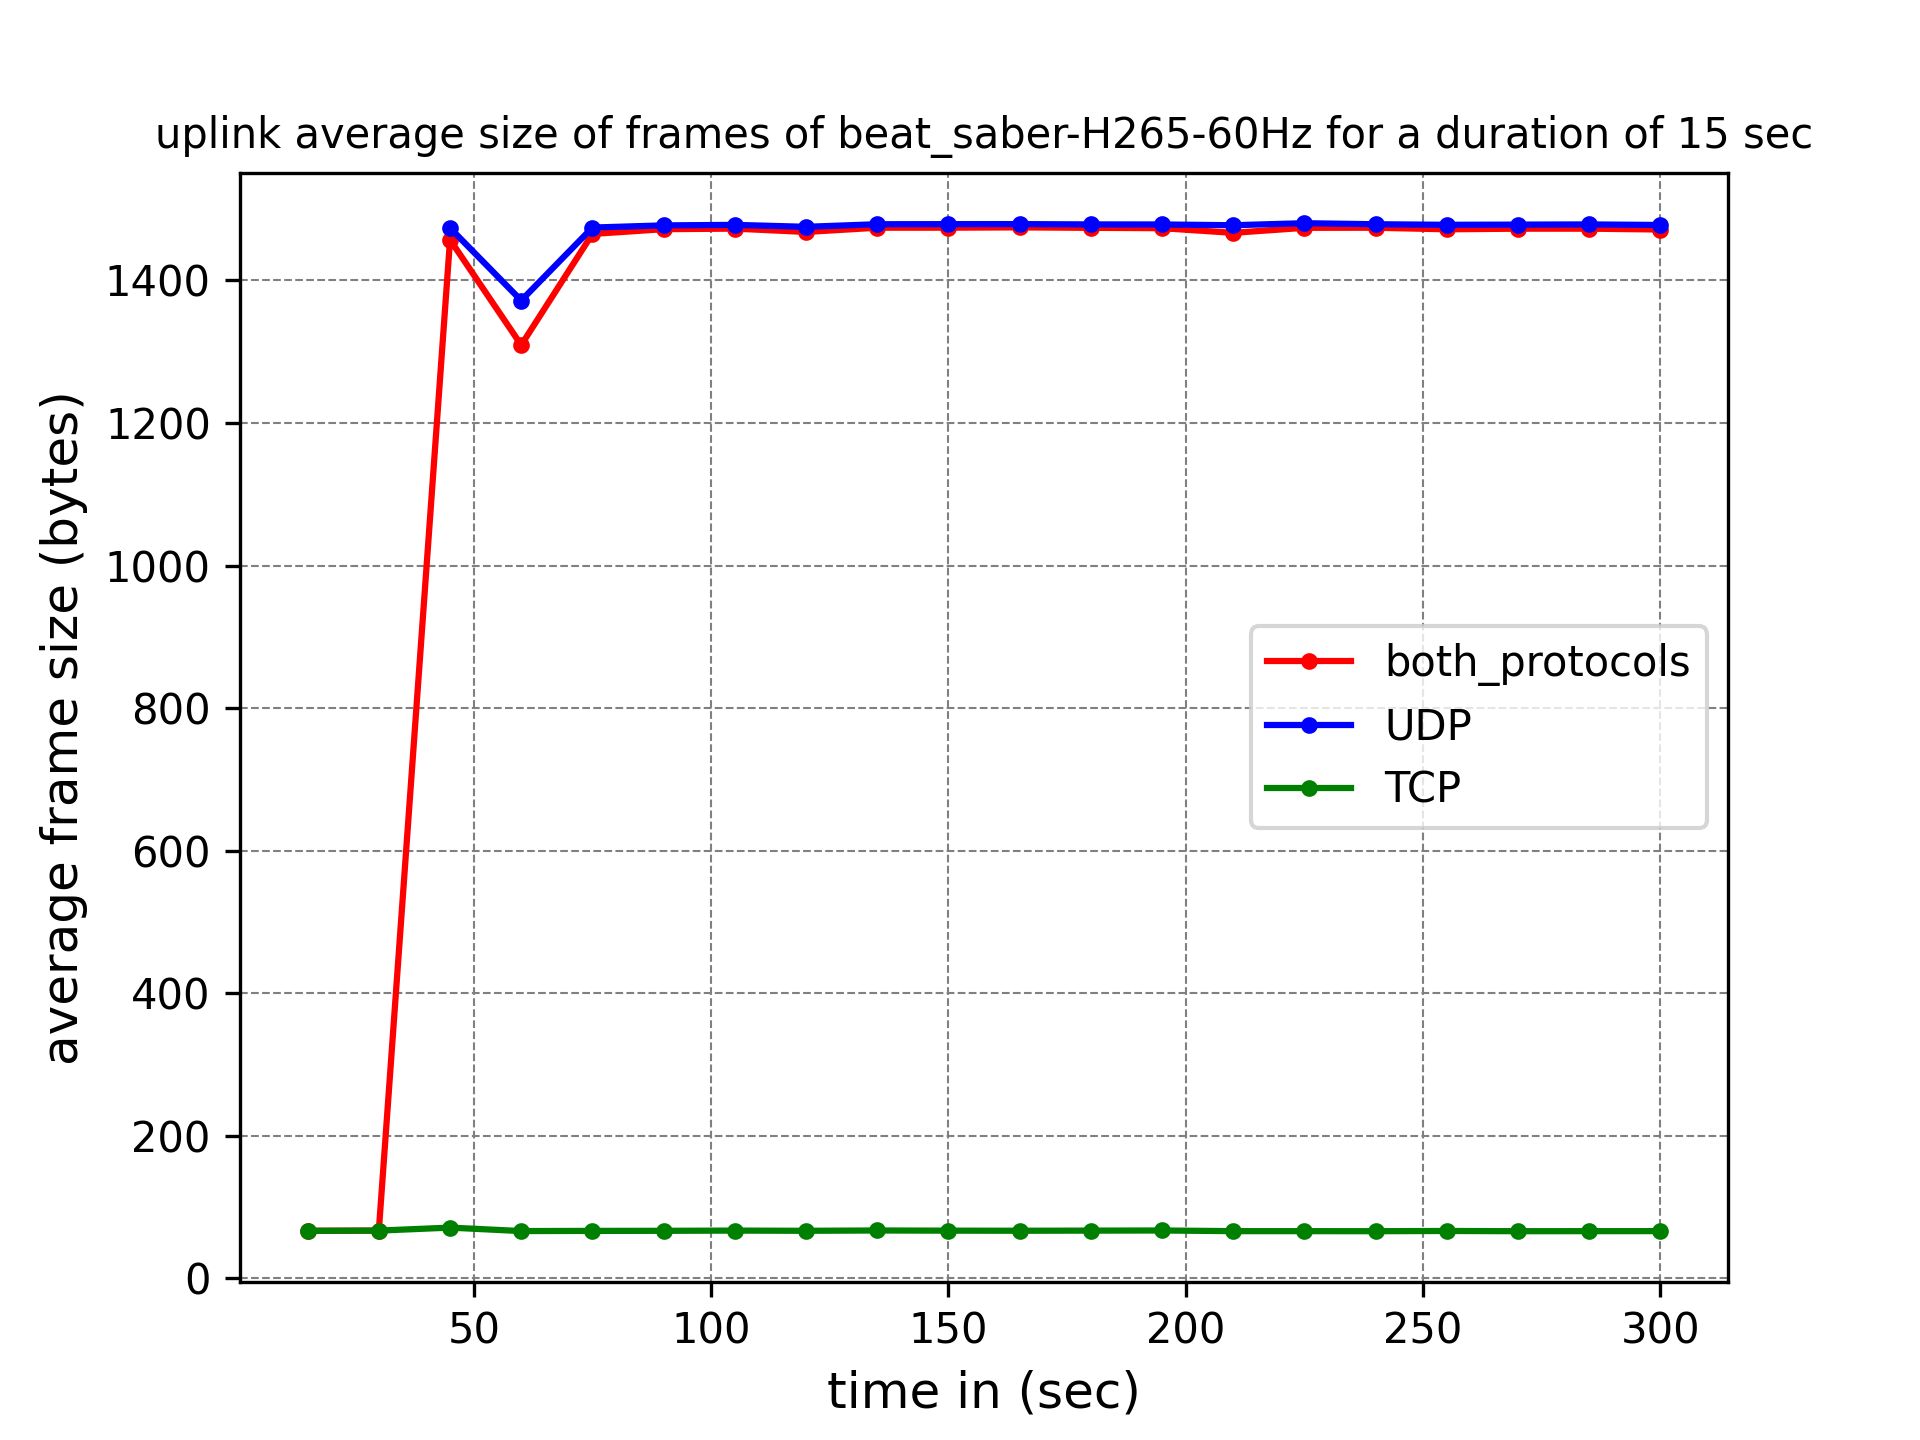 uplink average size of frames of beat_saber-H265-60Hz for a duration of 15 sec
average frame size (bytes)
1400
1200
1000
800
600
400
200
0
both_protocols
UDP
TCP
50 100 150 200 250 300
time in (sec)